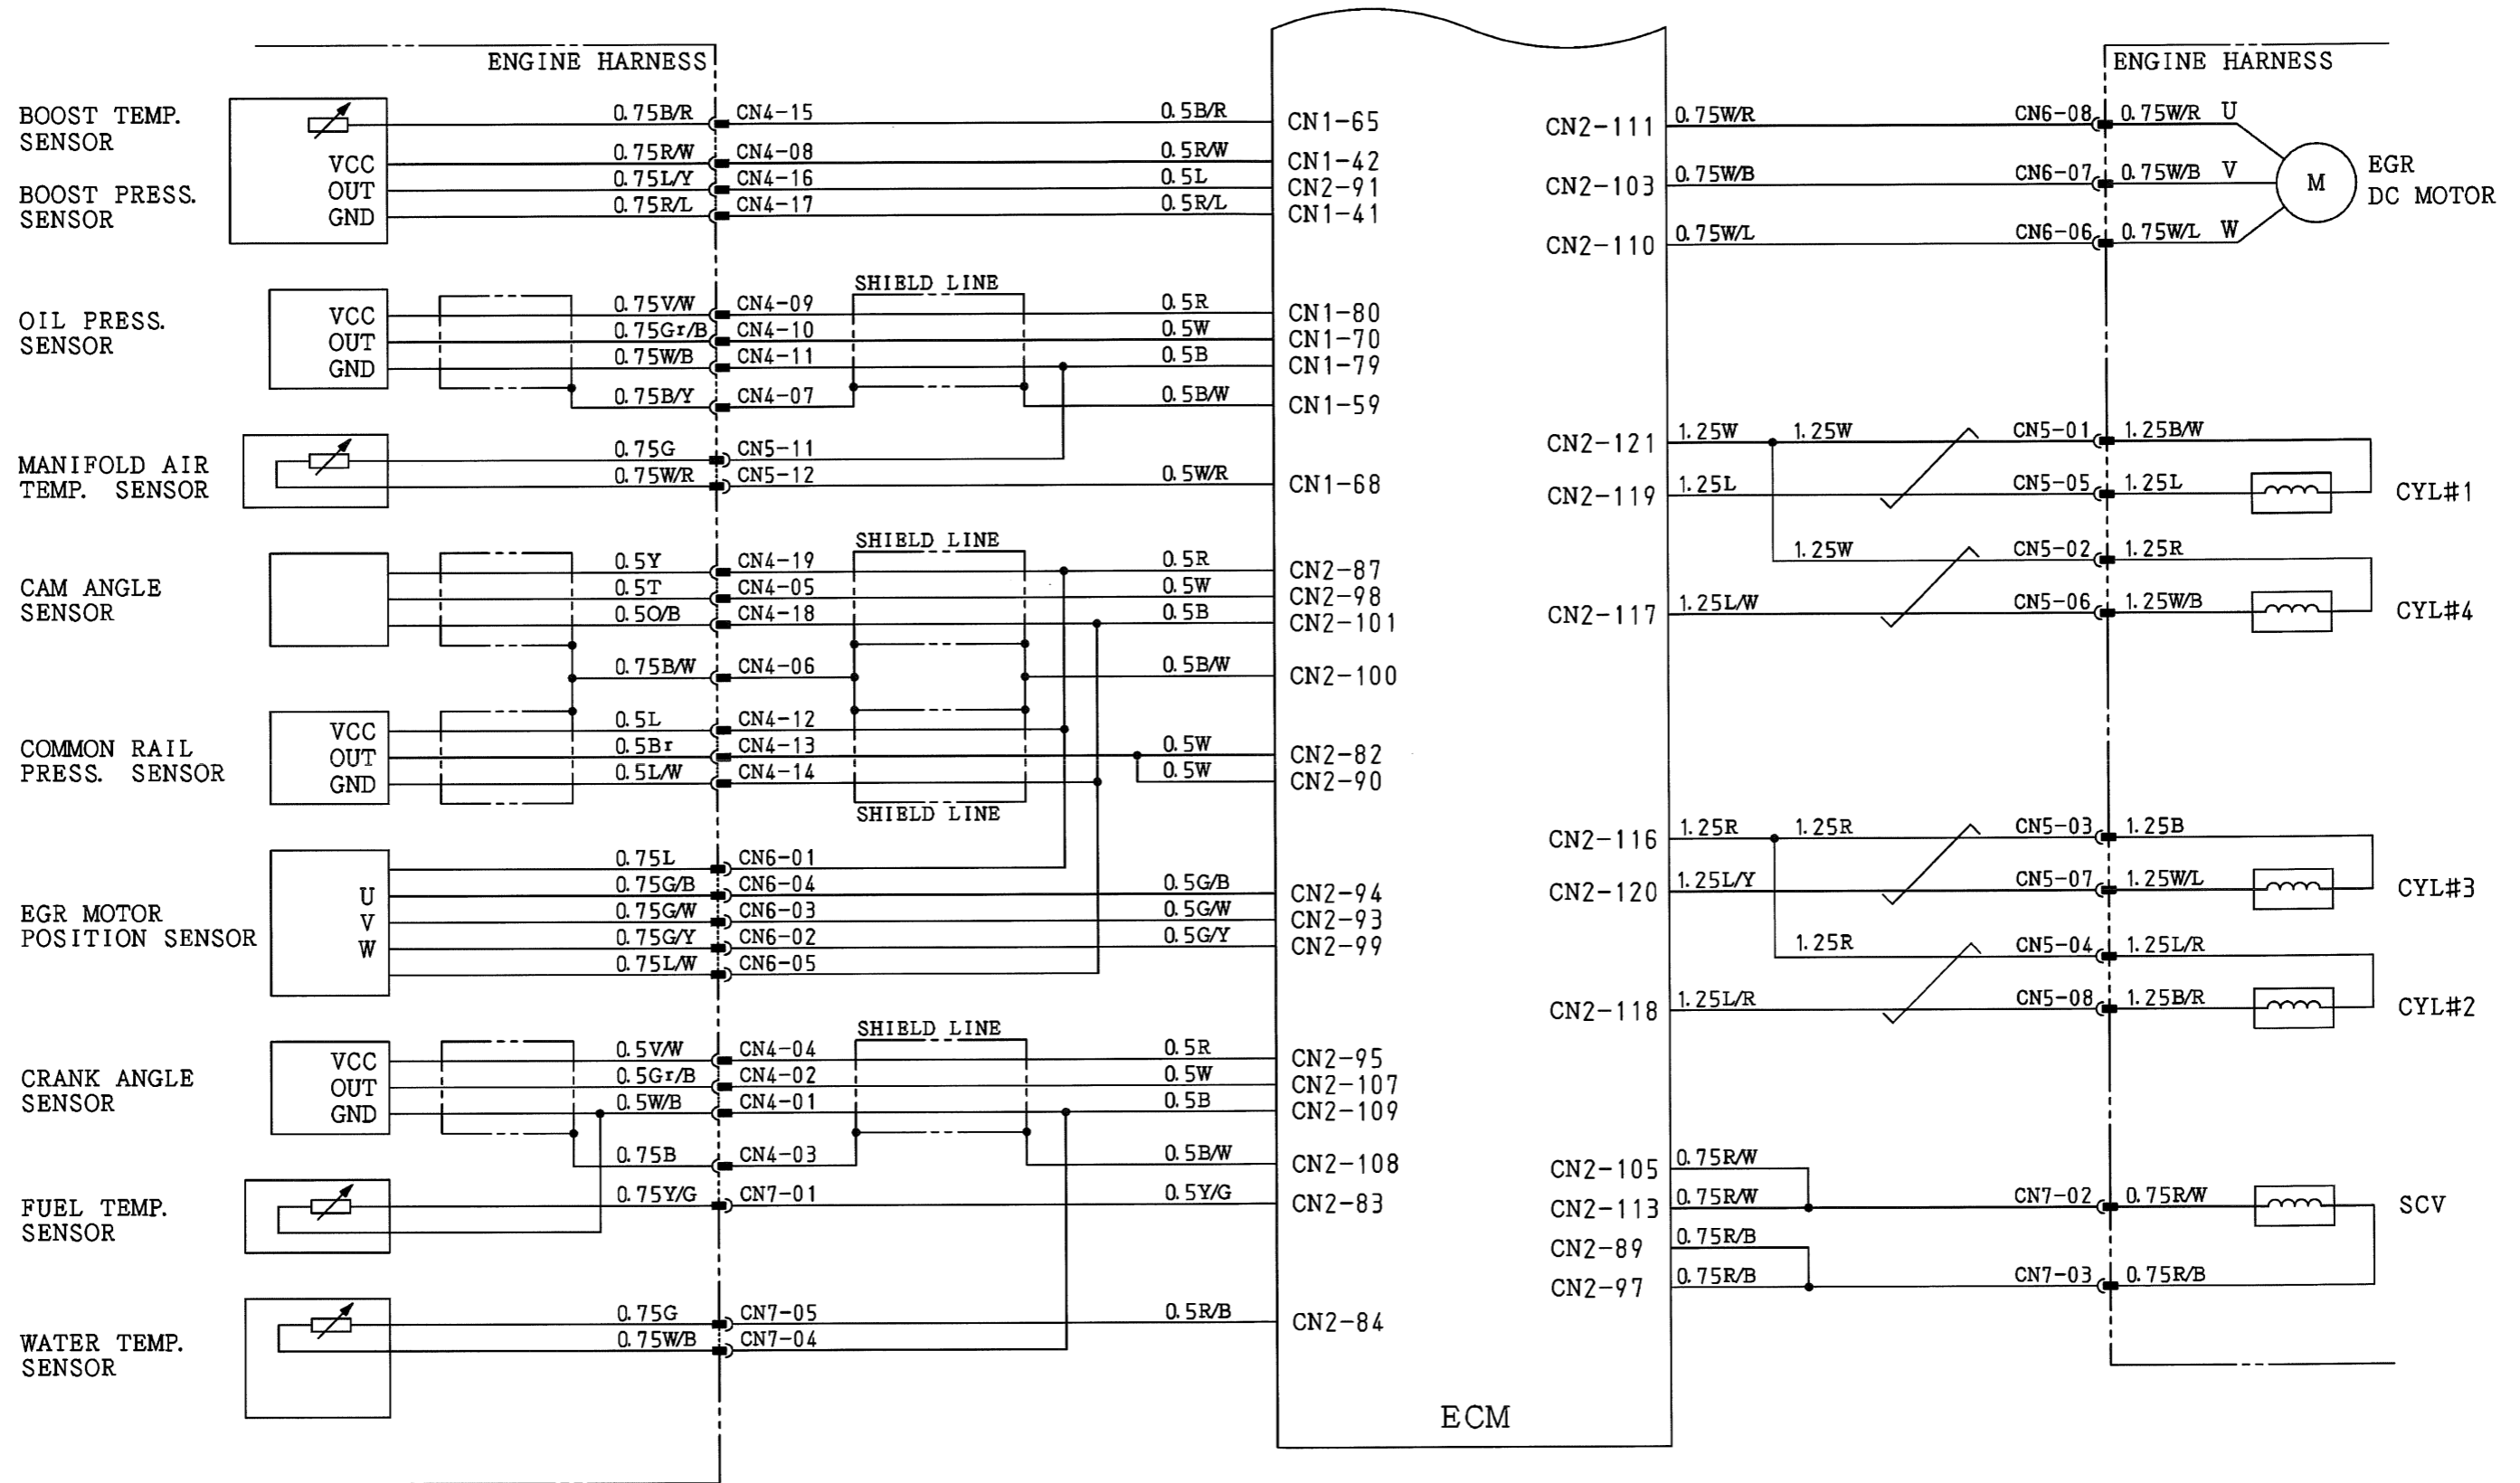 ENGINE HARNESS
BOOST TEMP.
SENSOR
BOOST PRESS.
SENSOR
VCC
OUT
GND
0.75B/R CN4-15 0.5B/R CN1-65
0.75R/W CN4-08 0.5R/W CN1-42
0.75L/Y CN4-16 0.5L CN2-91
0.75R/L CN4-17 0.5R/L CN1-41
OIL PRESS.
SENSOR
SHIELD LINE
VCC 0.75V/W CN4-09 0.5R CN1-80
OUT 0.75Gr/B CN4-10 0.5W CN1-70
GND 0.75W/B CN4-11 0.5B CN1-79
0.75B/Y CN4-07 0.5B/W CN1-59
MANIFOLD AIR
TEMP. SENSOR
0.75G CN5-11
0.75W/R CN5-12 0.5W/R CN1-68
CAM ANGLE
SENSOR
SHIELD LINE
0.5Y CN4-19 0.5R CN2-87
0.5T CN4-05 0.5W CN2-98
0.5O/B CN4-18 0.5B CN2-101
0.75B/W CN4-06 0.5B/W CN2-100
COMMON RAIL
PRESS. SENSOR
VCC 0.5L CN4-12
OUT 0.5Br CN4-13 0.5W CN2-82
GND 0.5L/W CN4-14 0.5W CN2-90
SHIELD LINE
EGR MOTOR
POSITION SENSOR
0.75L CN6-01
U 0.75G/B CN6-04 0.5G/B CN2-94
V 0.75G/W CN6-03 0.5G/W CN2-93
W 0.75G/Y CN6-02 0.5G/Y CN2-99
0.75L/W CN6-05
CRANK ANGLE
SENSOR
SHIELD LINE
VCC 0.5V/W CN4-04 0.5R CN2-95
OUT 0.5Gr/B CN4-02 0.5W CN2-107
GND 0.5W/B CN4-01 0.5B CN2-109
0.75B CN4-03 0.5B/W CN2-108
FUEL TEMP.
SENSOR
0.75Y/G CN7-01 0.5Y/G CN2-83
WATER TEMP.
SENSOR
0.75G CN7-05 0.5R/B CN2-84
0.75W/B CN7-04
ECM
ENGINE HARNESS
CN2-111 0.75W/R CN6-08 0.75W/R U
CN2-103 0.75W/B CN6-07 0.75W/B V
CN2-110 0.75W/L CN6-06 0.75W/L W
M
EGR
DC MOTOR
CN2-121 1.25W 1.25W CN5-01 1.25B/W
CN2-119 1.25L CN5-05 1.25L CYL#1
1.25W CN5-02 1.25R
CN2-117 1.25L/W CN5-06 1.25W/B CYL#4
CN2-116 1.25R 1.25R CN5-03 1.25B
CN2-120 1.25L/Y CN5-07 1.25W/L CYL#3
1.25R CN5-04 1.25L/R
CN2-118 1.25L/R CN5-08 1.25B/R CYL#2
CN2-105 0.75R/W
CN2-113 0.75R/W CN7-02 0.75R/W SCV
CN2-89 0.75R/B
CN2-97 0.75R/B CN7-03 0.75R/B